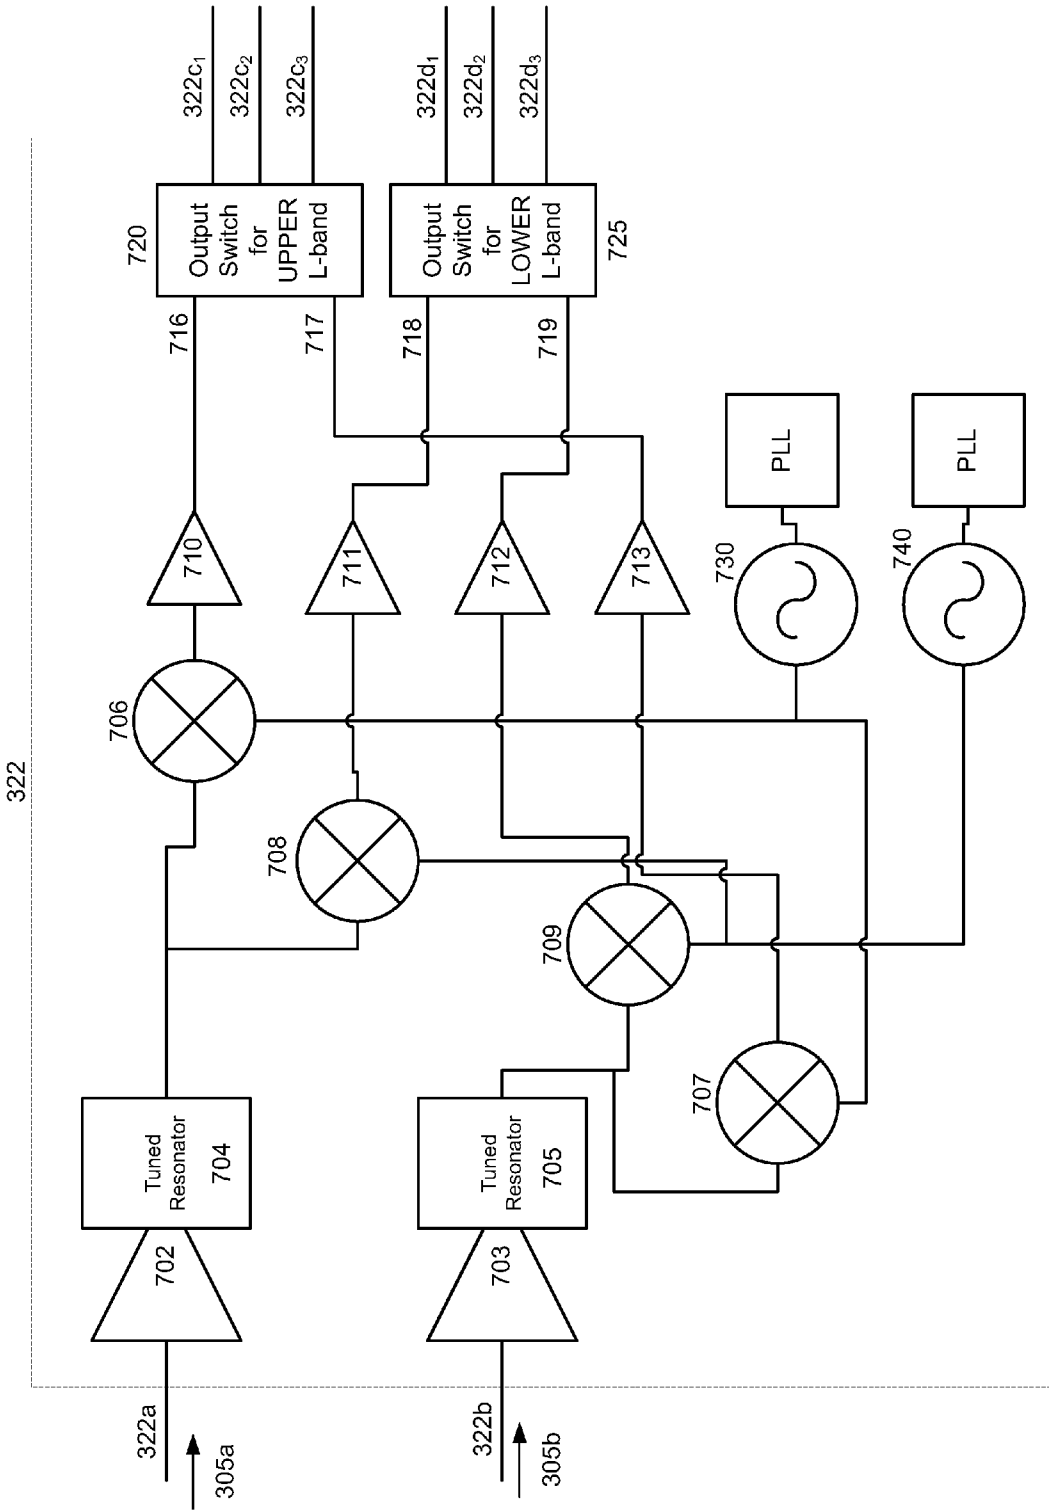 322
322a
305a
702
Tuned
Resonator
704
706
710
716
720
Output
Switch
for
UPPER
L-band
322c1
322c2
322c3
708
711
717
718
322b
305b
703
Tuned
Resonator
705
709
712
719
725
Output
Switch
for
LOWER
L-band
322d1
322d2
322d3
707
713
730
PLL
740
PLL